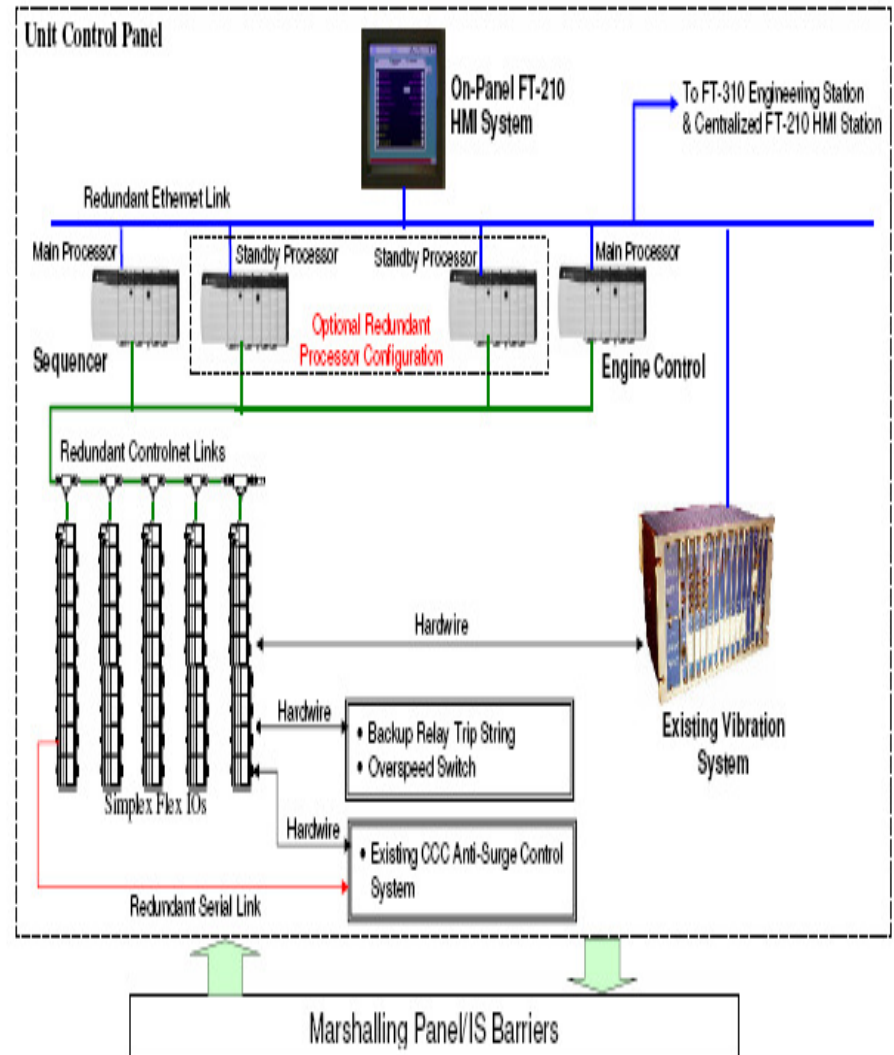 Unit Control Panel
On-Panel FT-210
HMI System
To FT-310 Engineering Station
& Centralized FT-210 HMI Station
Redundant Ethernet Link
Main Processor
Standby Processor
Standby Processor
Main Processor
Optional Redundant
Processor Configuration
Sequencer
Engine Control
Redundant Controlnet Links
Hardwire
Hardwire
• Backup Relay Trip String
• Overspeed Switch
Existing Vibration
System
Simplex Flex IOs
Hardwire
• Existing CCC Anti-Surge Control
System
Redundant Serial Link
Marshalling Panel/IS Barriers